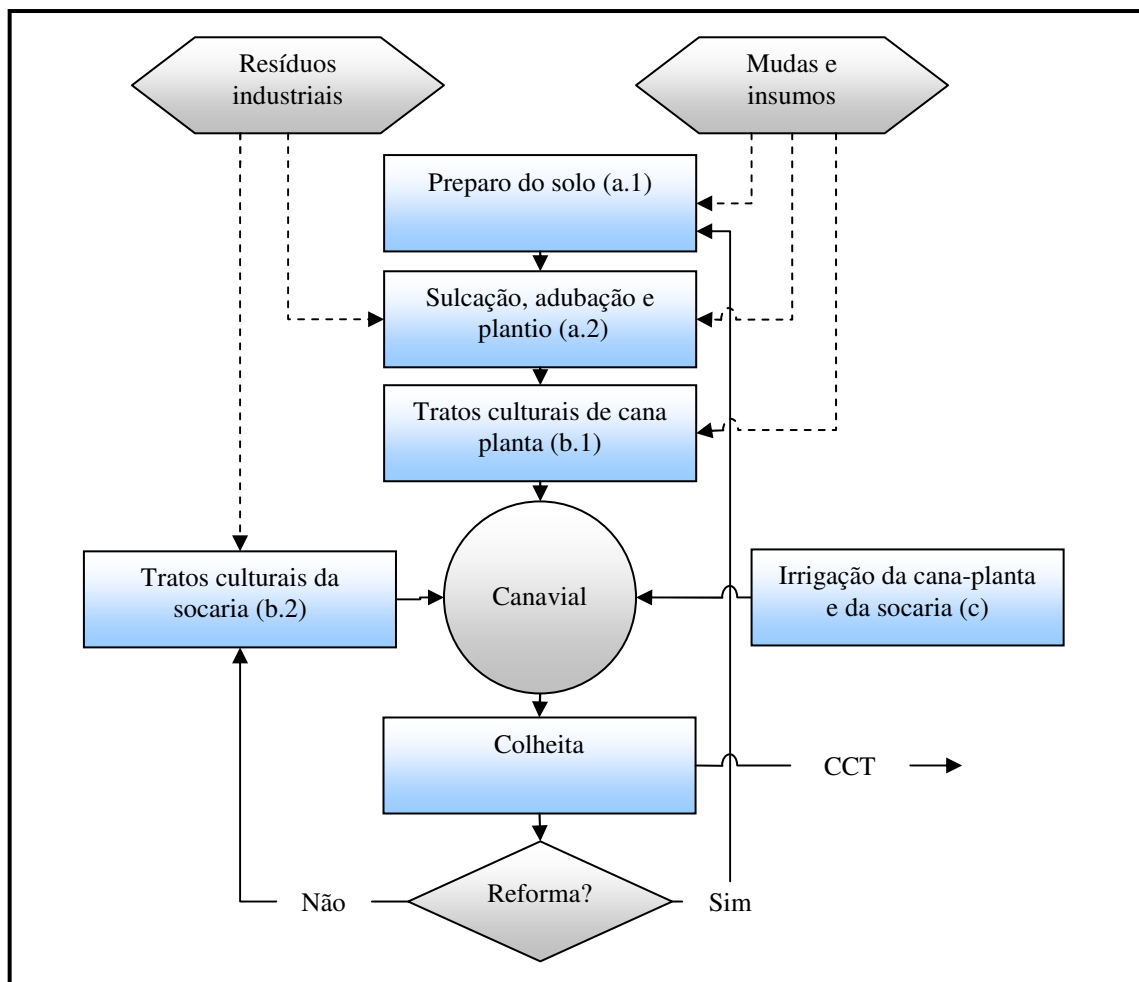 Resíduos
industriais
Mudas e
insumos
Preparo do solo (a.1)
Sulcação, adubação e
plantio (a.2)
Tratos culturais de cana
planta (b.1)
Tratos culturais da
socaria (b.2)
Canavial
Irrigação da cana-planta
e da socaria (c)
Colheita
CCT
Reforma?
Não
Sim